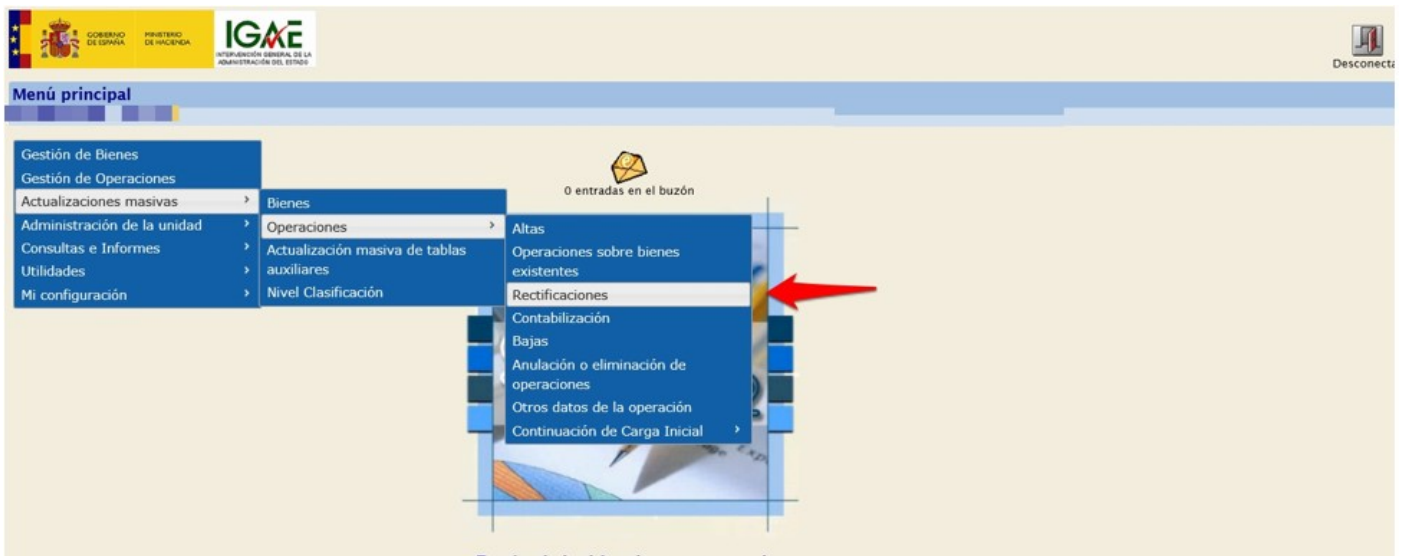 GOBIERNO DE ESPAÑA
MINISTERIO DE HACIENDA
IGAE
INTERVENCIÓN GENERAL DE LA
ADMINISTRACIÓN DEL ESTADO
Desconecta
Menú principal
0 entradas en el buzón
Gestión de Bienes
Gestión de Operaciones
Actualizaciones masivas
Administración de la unidad
Consultas e Informes
Utilidades
Mi configuración
Bienes
Operaciones
Actualización masiva de tablas
auxiliares
Nivel Clasificación
Altas
Operaciones sobre bienes
existentes
Rectificaciones
Contabilización
Bajas
Anulación o eliminación de
operaciones
Otros datos de la operación
Continuación de Carga Inicial